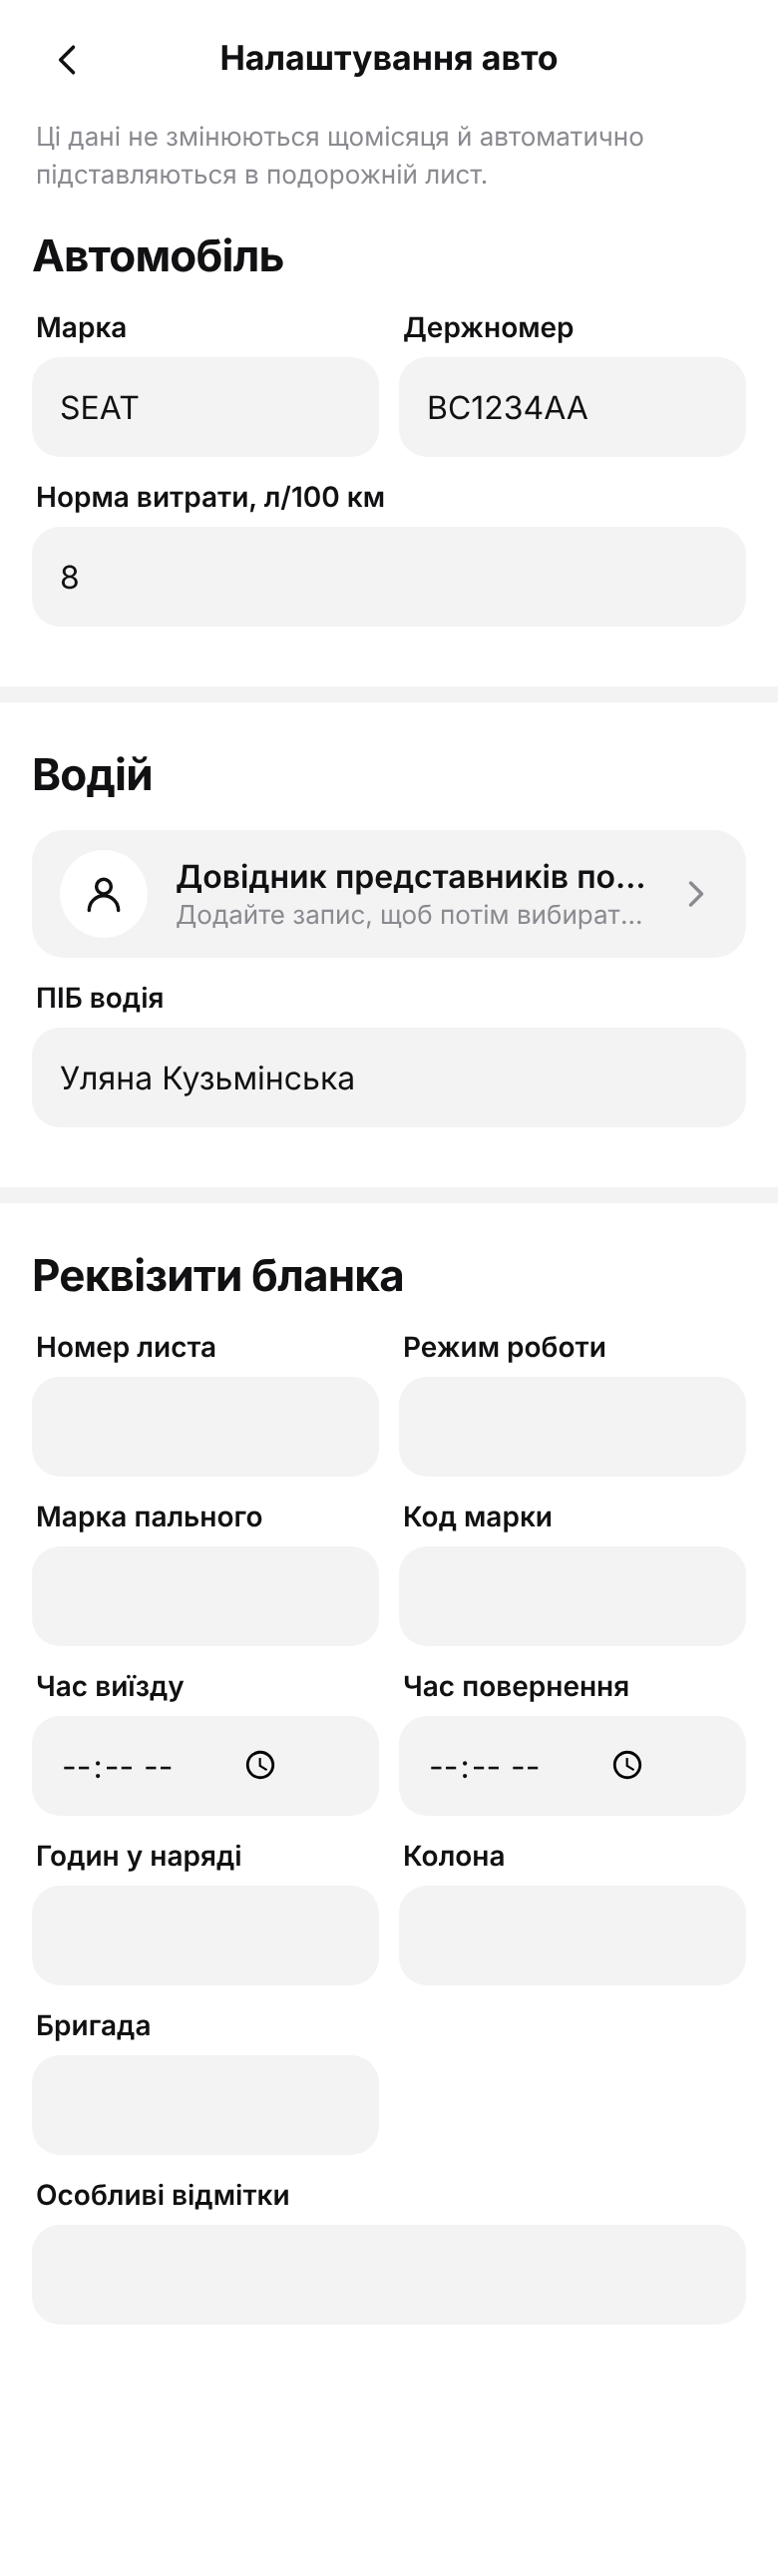 Налаштування авто
Ці дані не змінюються щомісяця й автоматично
підставляються в подорожній лист.
Автомобіль
Марка
Держномер
SEAT
BC1234AA
Норма витрати, л/100 км
8
Водій
Довідник представників по...
Додайте запис, щоб потім вибират...
ПІБ водія
Уляна Кузьмінська
Реквізити бланка
Номер листа
Режим роботи
Марка пального
Код марки
Час виїзду
Час повернення
--:-- --
--:-- --
Годин у наряді
Колона
Бригада
Особливі відмітки